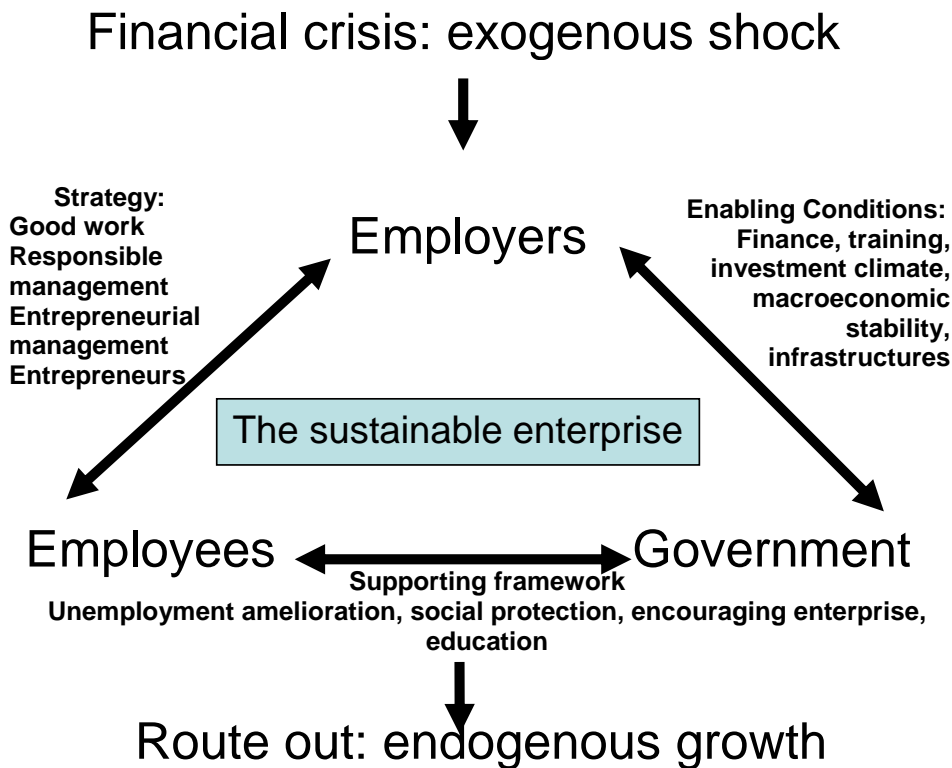 Financial crisis: exogenous shock
Strategy:
Good work
Responsible
management
Entrepreneurial
management
Entrepreneurs
Employers
Enabling Conditions:
Finance, training,
investment climate,
macroeconomic
stability,
infrastructures
The sustainable enterprise
Employees
Government
Supporting framework
Unemployment amelioration, social protection, encouraging enterprise,
education
Route out: endogenous growth